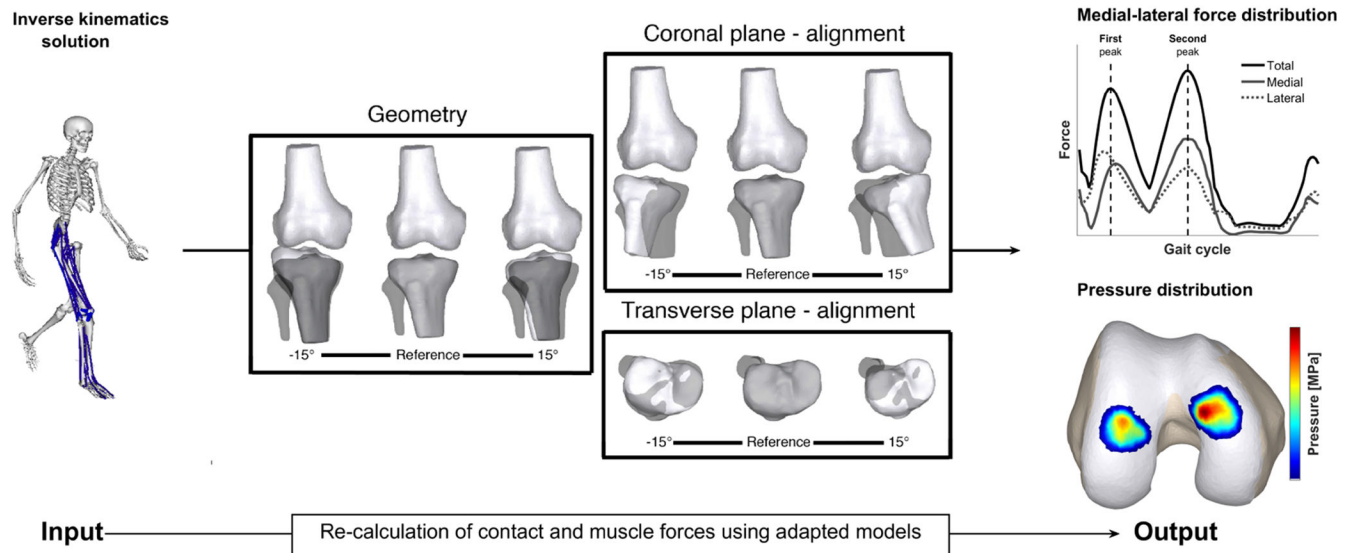 Inverse kinematics
solution
Geometry
-15° Reference 15°
Coronal plane - alignment
-15° Reference 15°
Transverse plane - alignment
-15° Reference 15°
Medial-lateral force distribution
First
peak
Second
peak
Total
Medial
Lateral
Force
Gait cycle
Pressure distribution
Pressure [MPa]
Input
Re-calculation of contact and muscle forces using adapted models
Output